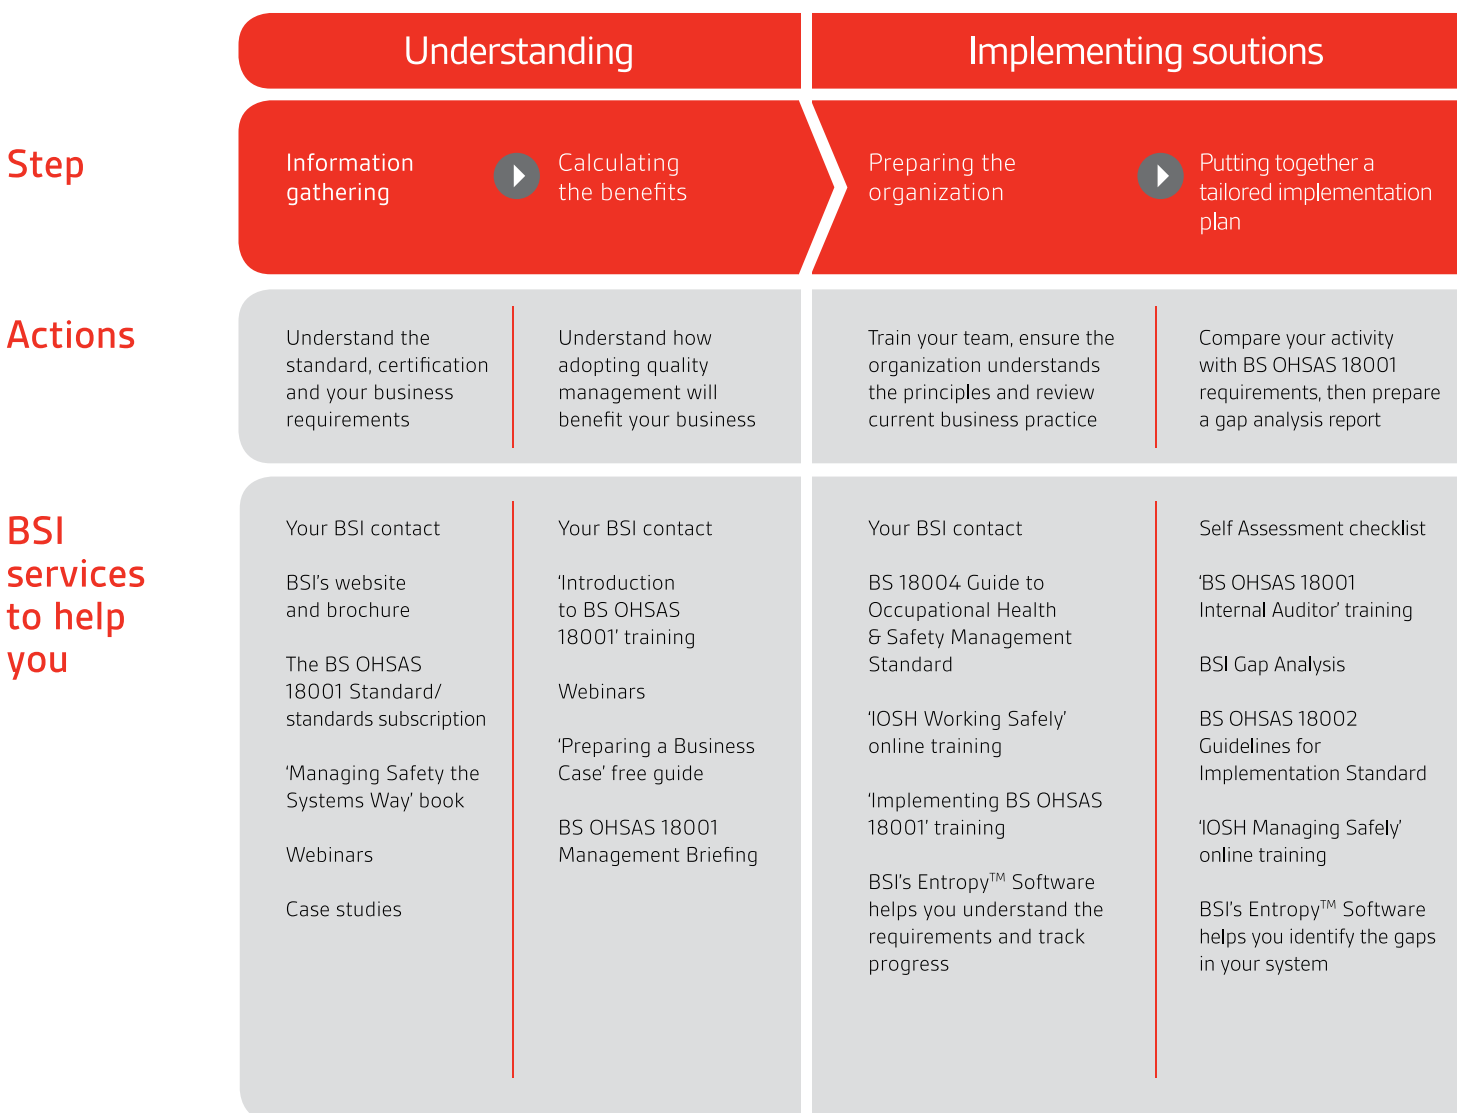 Understanding
Implementing soutions
Step
Information
gathering
Calculating
the benefits
Preparing the
organization
Putting together a
tailored implementation
plan
Actions
Understand the
standard, certification
and your business
requirements
Understand how
adopting quality
management will
benefit your business
Train your team, ensure the
organization understands
the principles and review
current business practice
Compare your activity
with BS OHSAS 18001
requirements, then prepare
a gap analysis report
BSI
services
to help
you
Your BSI contact
BSI's website
and brochure
The BS OHSAS
18001 Standard/
standards subscription
‘Managing Safety the
Systems Way’ book
Webinars
Case studies
Your BSI contact
‘Introduction
to BS OHSAS
18001’ training
Webinars
‘Preparing a Business
Case’ free guide
BS OHSAS 18001
Management Briefing
Your BSI contact
BS 18004 Guide to
Occupational Health
& Safety Management
Standard
‘IOSH Working Safely’
online training
‘Implementing BS OHSAS
18001’ training
BSI's Entropy™ Software
helps you understand the
requirements and track
progress
Self Assessment checklist
‘BS OHSAS 18001
Internal Auditor’ training
BSI Gap Analysis
BS OHSAS 18002
Guidelines for
Implementation Standard
‘IOSH Managing Safely’
online training
BSI's Entropy™ Software
helps you identify the gaps
in your system